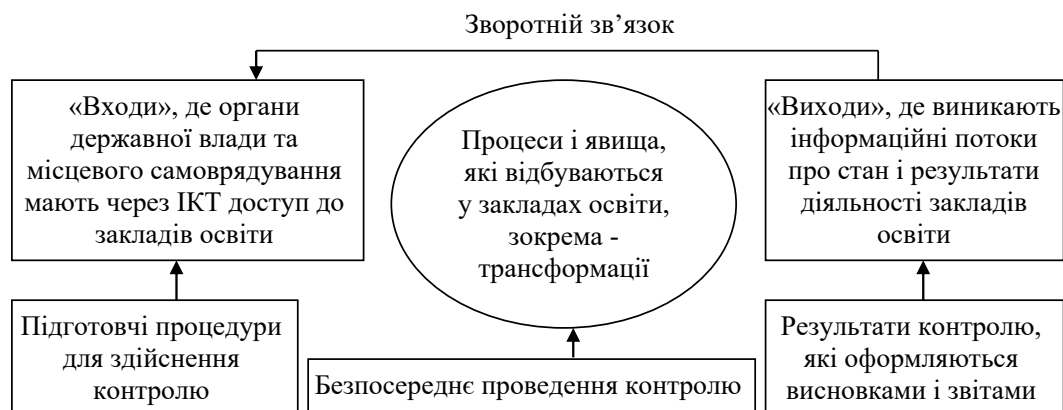 Зворотній зв’язок
«Входи», де органи
державної влади та
місцевого самоврядування
мають через ІКТ доступ до
закладів освіти
Процеси і явища,
які відбуваються
у закладах освіти,
зокрема -
трансформації
«Виходи», де виникають
інформаційні потоки
про стан і результати
діяльності закладів
освіти
Підготовчі процедури
для здійснення
контролю
Безпосереднє проведення контролю
Результати контролю,
які оформляються
висновками і звітами